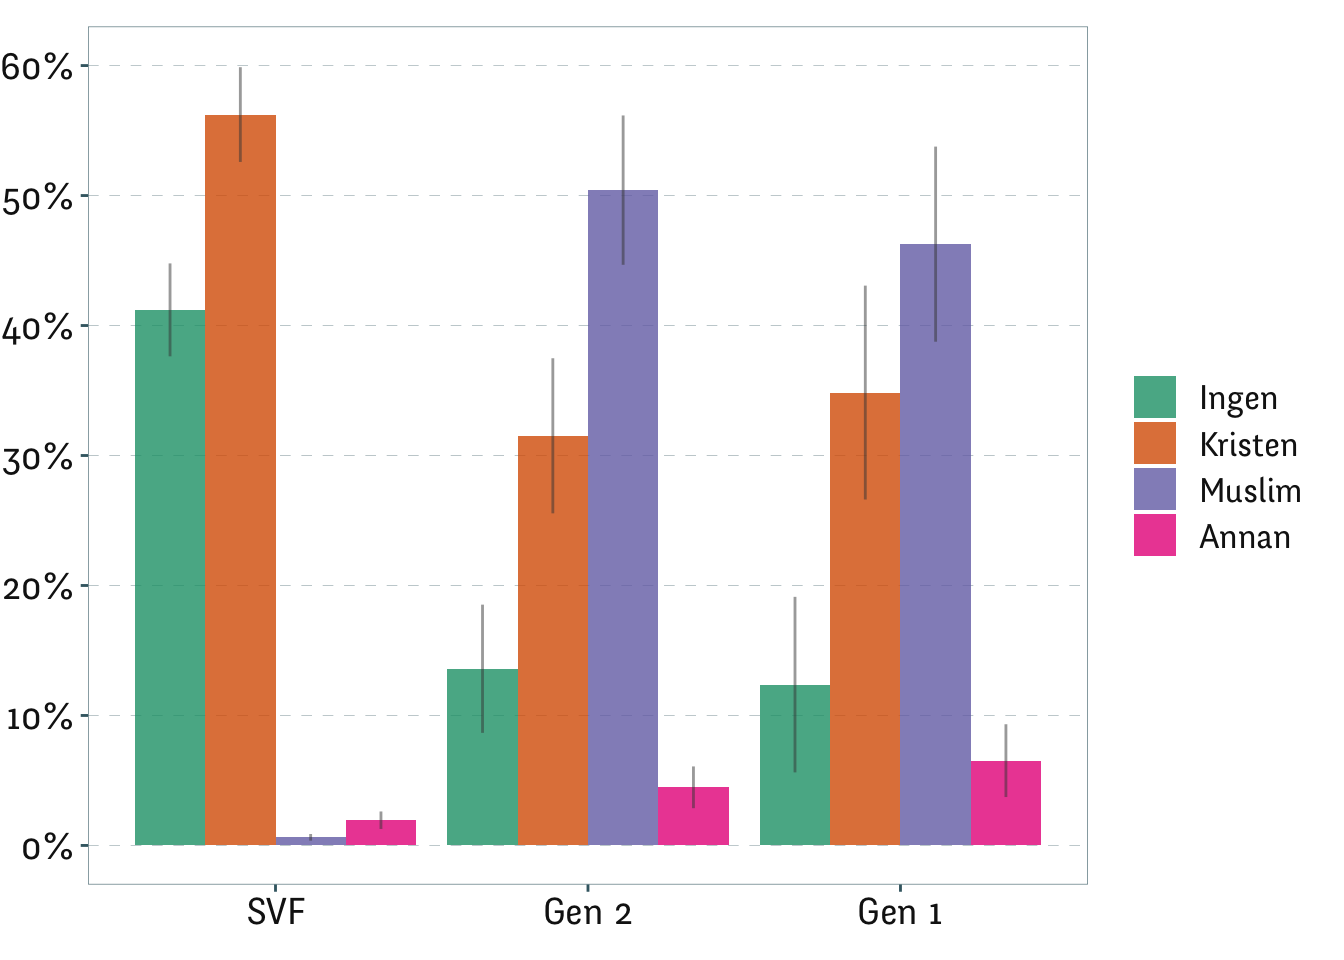 60%
50%
40%
30%
20%
10%
0%
SVF
Gen 2
Gen 1
Ingen
Kristen
Muslim
Annan